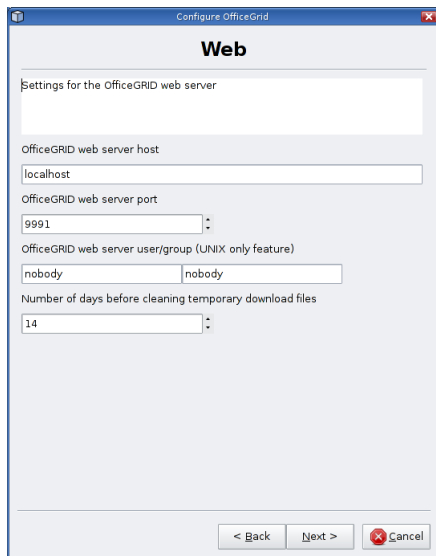 Configure OfficeGrid
Web
Settings for the OfficeGRID web server
OfficeGRID web server host
localhost
OfficeGRID web server port
9991
OfficeGRID web server user/group (UNIX only feature)
nobody nobody
Number of days before cleaning temporary download files
14
< Back Next > Cancel